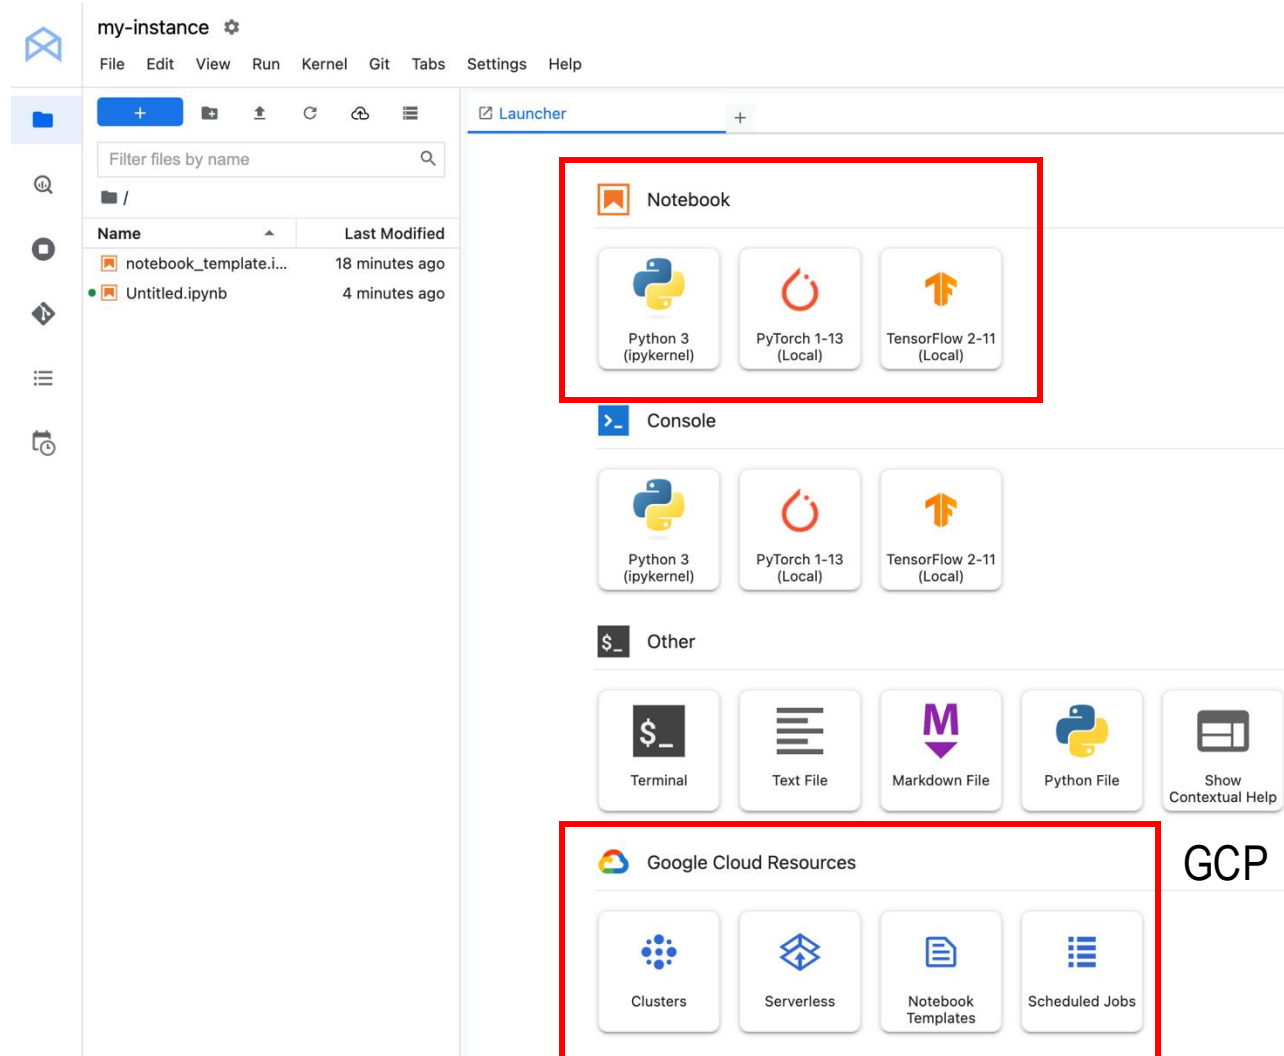 my-instance
File Edit View Run Kernel Git Tabs Settings Help
+
Launcher
+
Filter files by name
/
Name Last Modified
notebook_template.i... 18 minutes ago
Untitled.ipynb 4 minutes ago
Notebook
Python 3
(ipykernel)
PyTorch 1-13
(Local)
TensorFlow 2-11
(Local)
>_ Console
Python 3
(ipykernel)
PyTorch 1-13
(Local)
TensorFlow 2-11
(Local)
$_ Other
$_
Terminal
Text File
M
Markdown File
Python File
Show
Contextual Help
Google Cloud Resources
GCP
Clusters
Serverless
Notebook
Templates
Scheduled Jobs